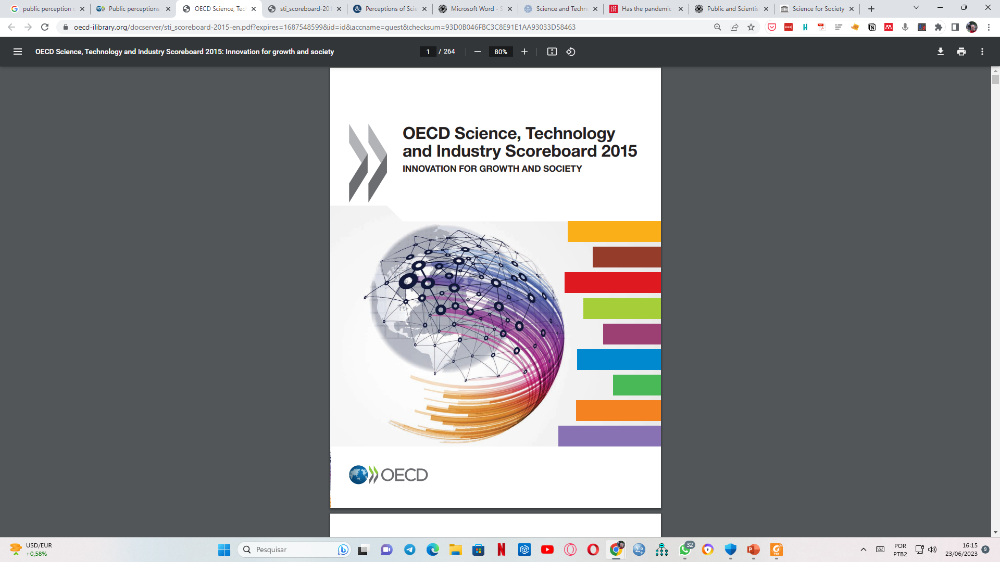 public perception
Public perceptions
OECD Science, Tec
sti_scoreboard-201
Perceptions of Scie
Microsoft Word - S
Science and Techn
Has the pandemic
Public and Scientis
Science for Society
oecd-ilibrary.org/docserver/sti_scoreboard-2015-en.pdf?expires=1687548599&id=id&accname=guest&checksum=93D0B046FBC3C8E91E1AA93033D58463
OECD Science, Technology and Industry Scoreboard 2015: Innovation for growth and society
1 / 264
80%
OECD Science, Technology
and Industry Scoreboard 2015
INNOVATION FOR GROWTH AND SOCIETY
OECD
USD/EUR
+0,58%
Pesquisar
32
POR
PTB2
16:15
23/06/2023
9